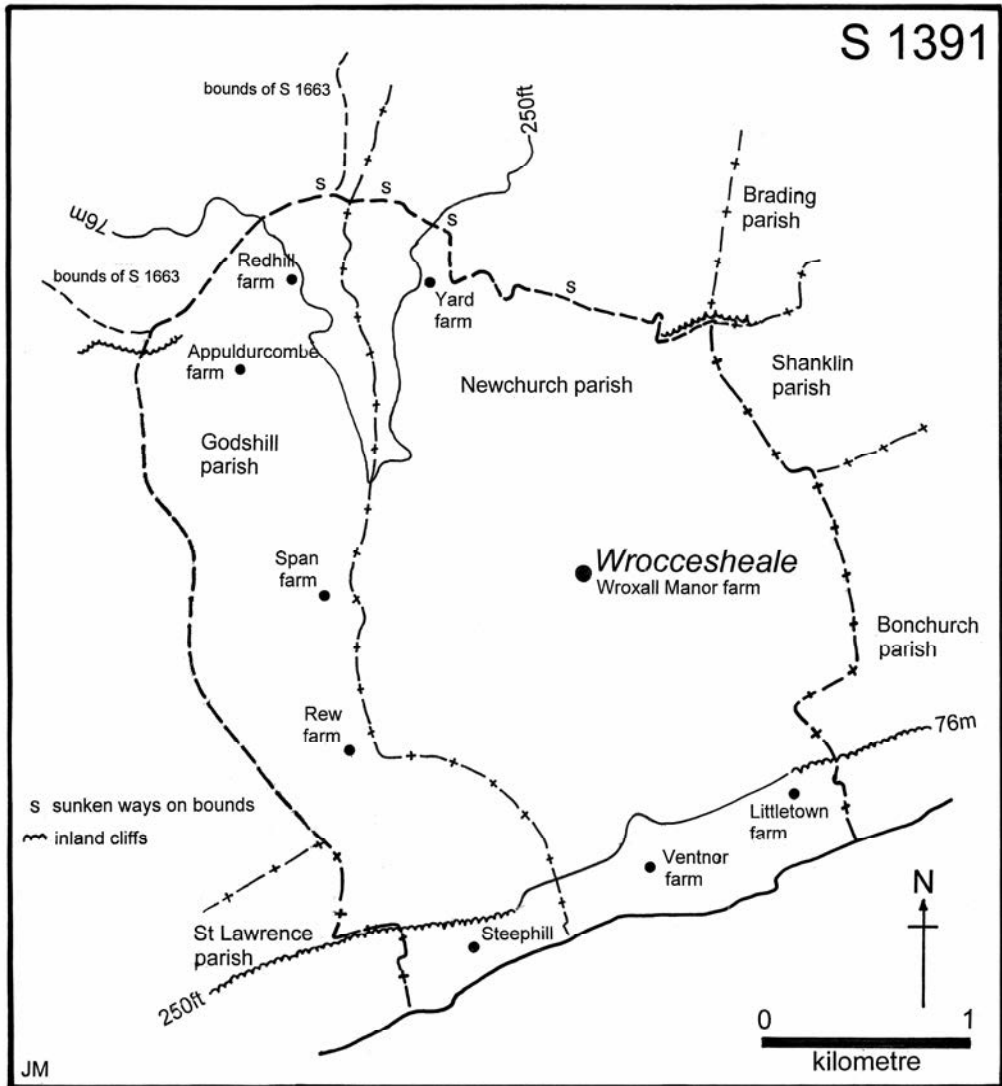 S 1391
bounds of S 1663
250ft
76m
Brading
parish
bounds of S 1663
Redhill
farm
Yard
farm
Appuldurcombe
farm
Newchurch parish
Shanklin
parish
Godshill
parish
Span
farm
Wroccesheale
Wroxall Manor farm
Bonchurch
parish
Rew
farm
76m
s sunken ways on bounds
inland cliffs
Littletown
farm
Ventnor
farm
N
St Lawrence
parish
Steephill
250ft
0 1
kilometre
JM
s
s
s
s